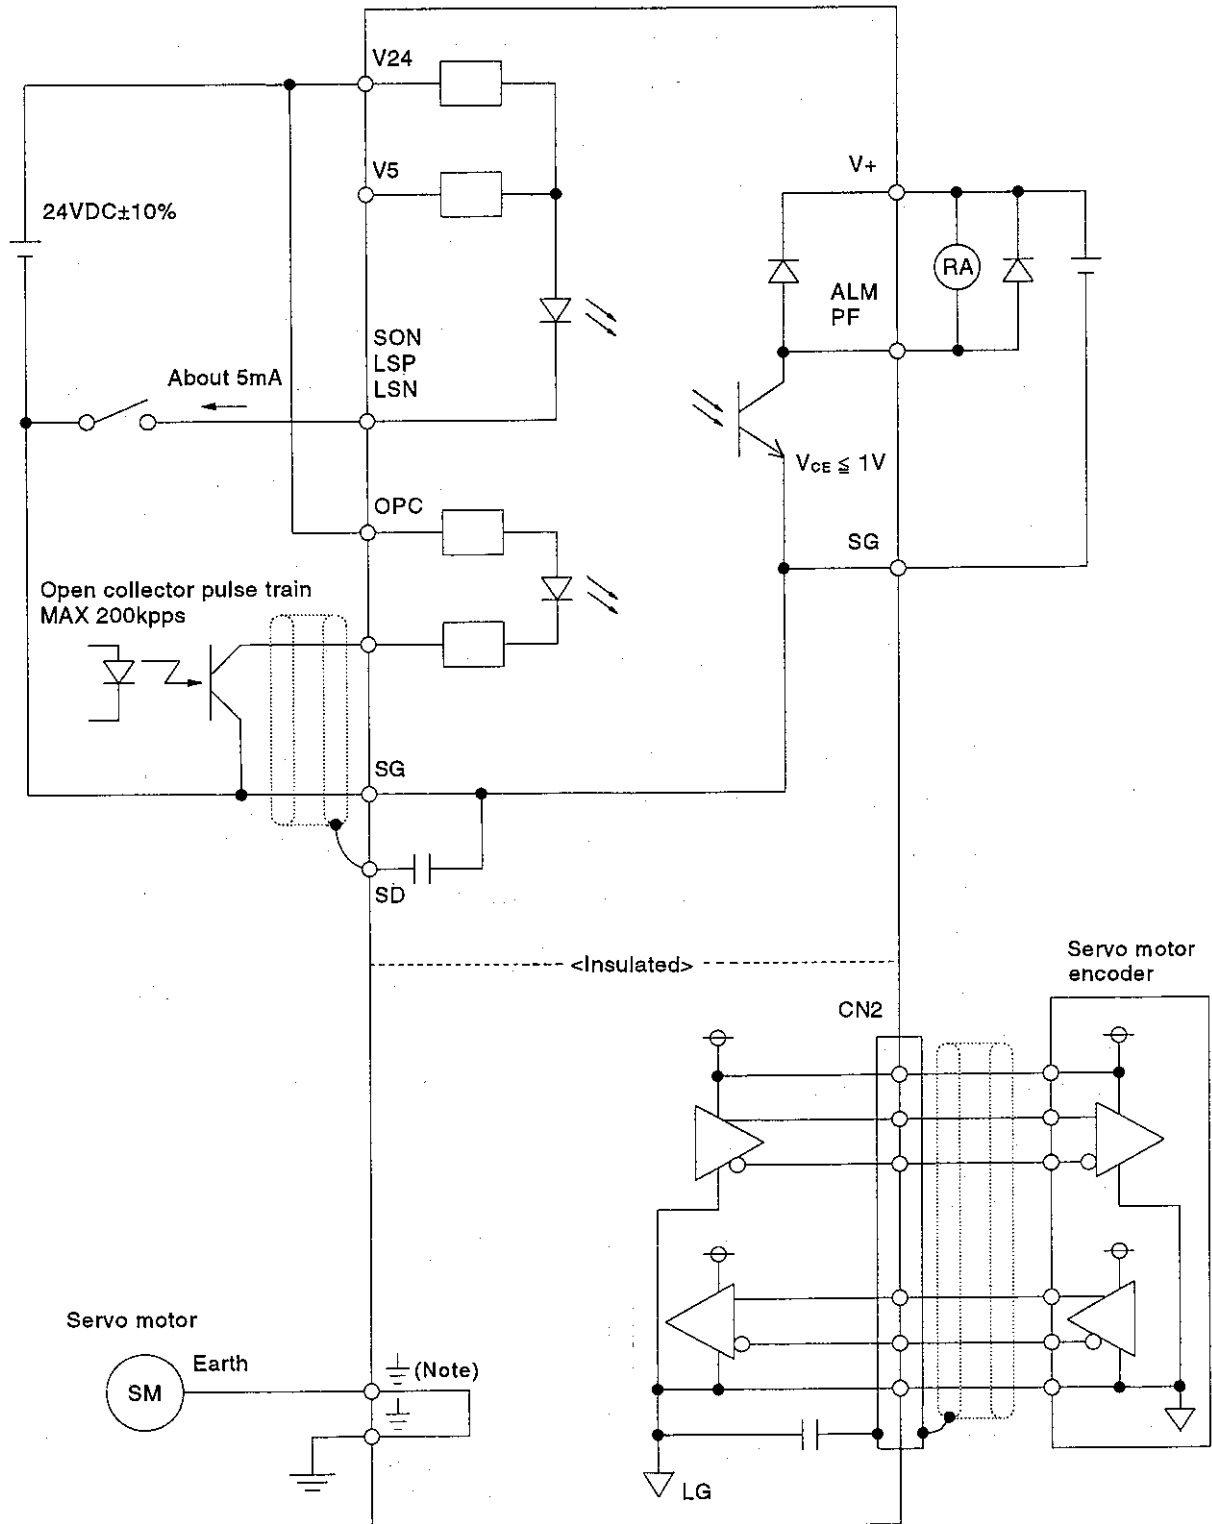 V24
V5
24VDC±10%
V+
RA
ALM
PF
SON
LSP
LSN
About 5mA
VCE ≦ 1V
OPC
SG
Open collector pulse train
MAX 200kpps
SG
SD
<Insulated>
Servo motor
encoder
CN2
Servo motor
Earth
(Note)
SM
LG